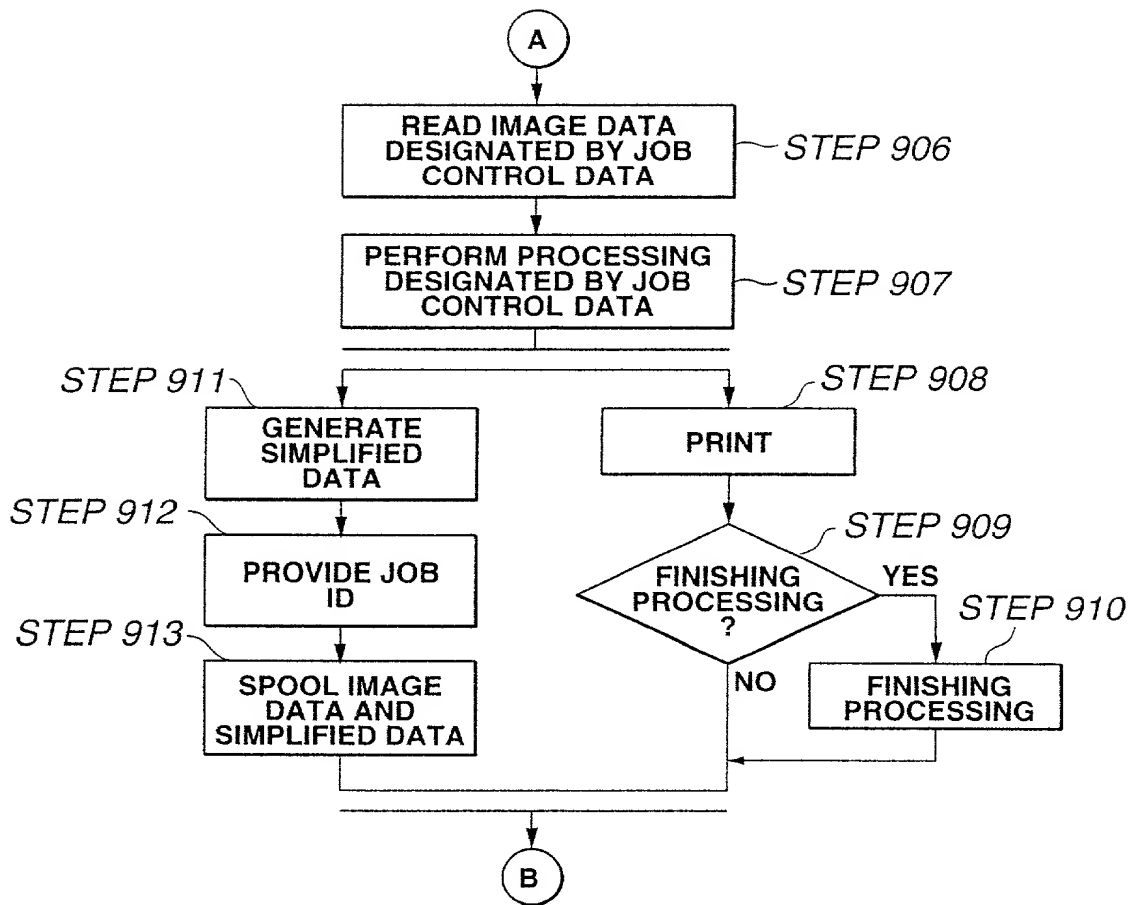 A
READ IMAGE DATA
DESIGNATED BY JOB
CONTROL DATA
STEP 906
PERFORM PROCESSING
DESIGNATED BY JOB
CONTROL DATA
STEP 907
STEP 911
GENERATE
SIMPLIFIED
DATA
STEP 908
PRINT
STEP 912
PROVIDE JOB
ID
STEP 909
FINISHING
PROCESSING
?
YES
NO
STEP 913
SPOOL IMAGE
DATA AND
SIMPLIFIED DATA
STEP 910
FINISHING
PROCESSING
B